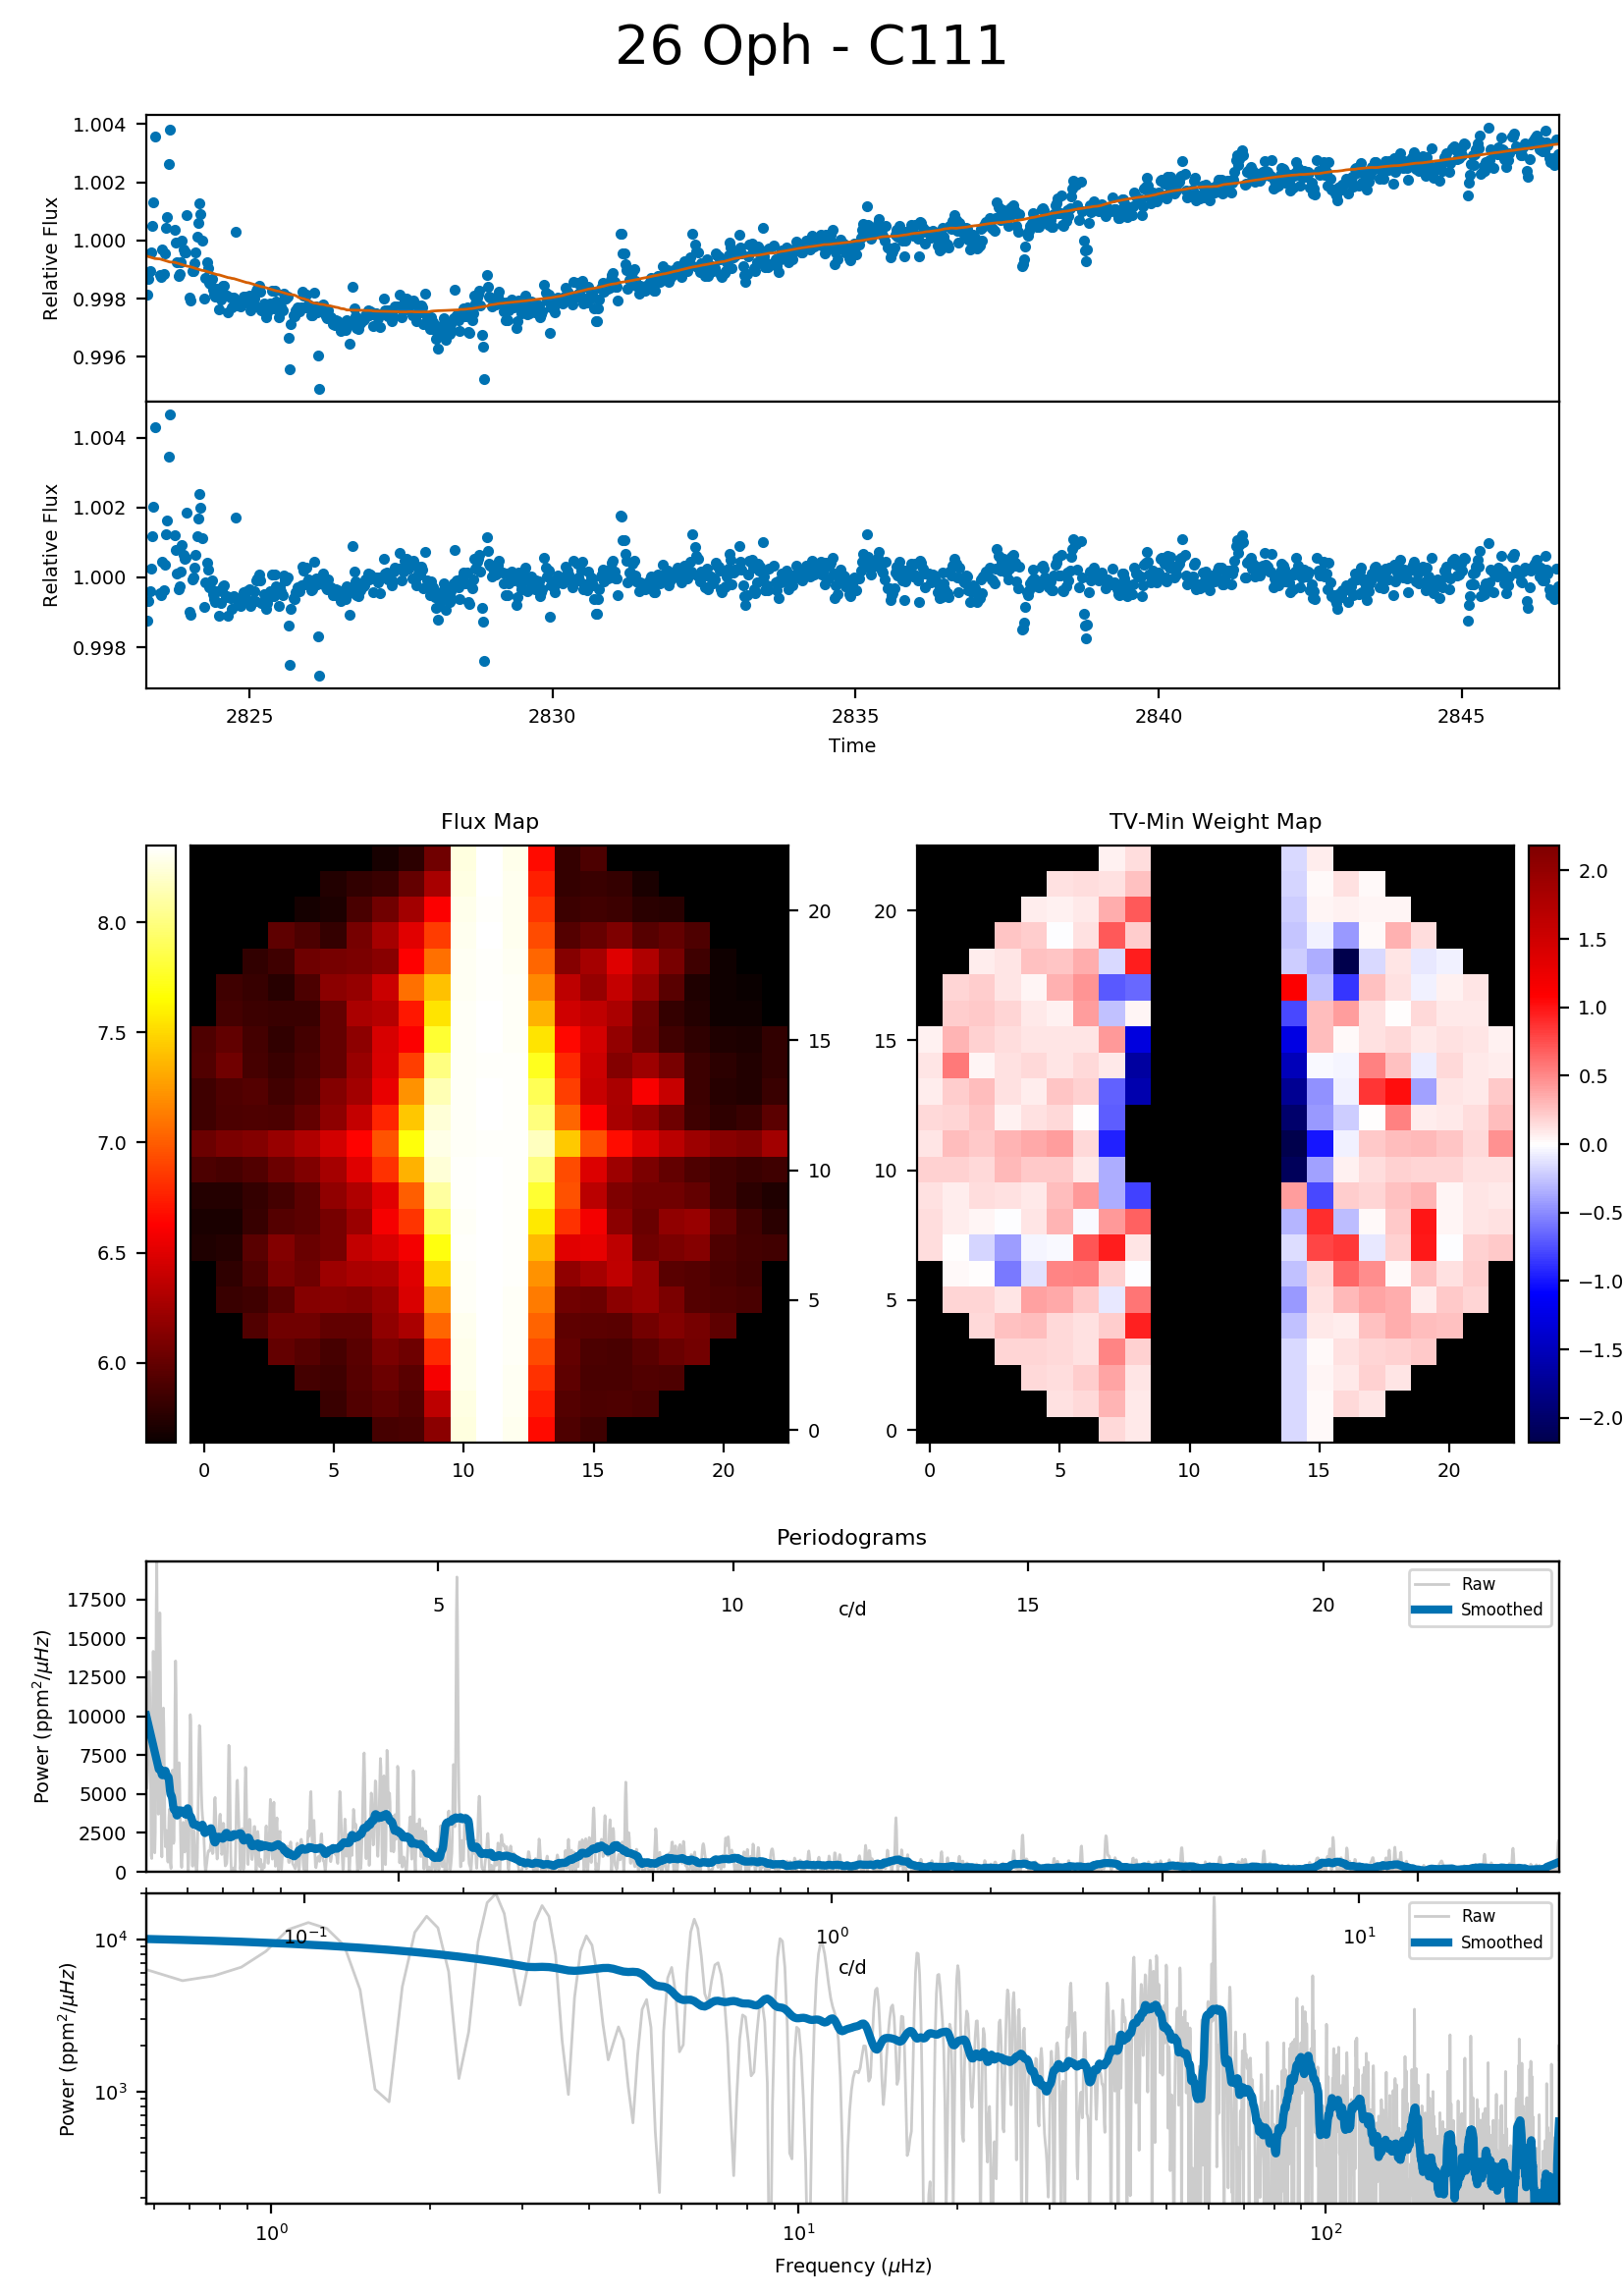 26 Oph - C111
1.004
1.002
1.000
0.998
0.996
Relative Flux
1.004
1.002
1.000
0.998
Relative Flux
2825 2830 2835 2840 2845
Time
Flux Map
TV-Min Weight Map
8.0
7.5
7.0
6.5
6.0
20
15
10
5
0
0 5 10 15 20
20
15
10
5
0
0 5 10 15 20
2.0
1.5
1.0
0.5
0.0
−0.5
−1.0
−1.5
−2.0
Periodograms
17500
15000
12500
10000
7500
5000
2500
0
Power (ppm²/μHz)
5 10 15 20
c/d
Raw
Smoothed
10⁴
10³
Power (ppm²/μHz)
10⁻¹ 10⁰ 10¹
c/d
Raw
Smoothed
10⁰ 10¹ 10²
Frequency (μHz)